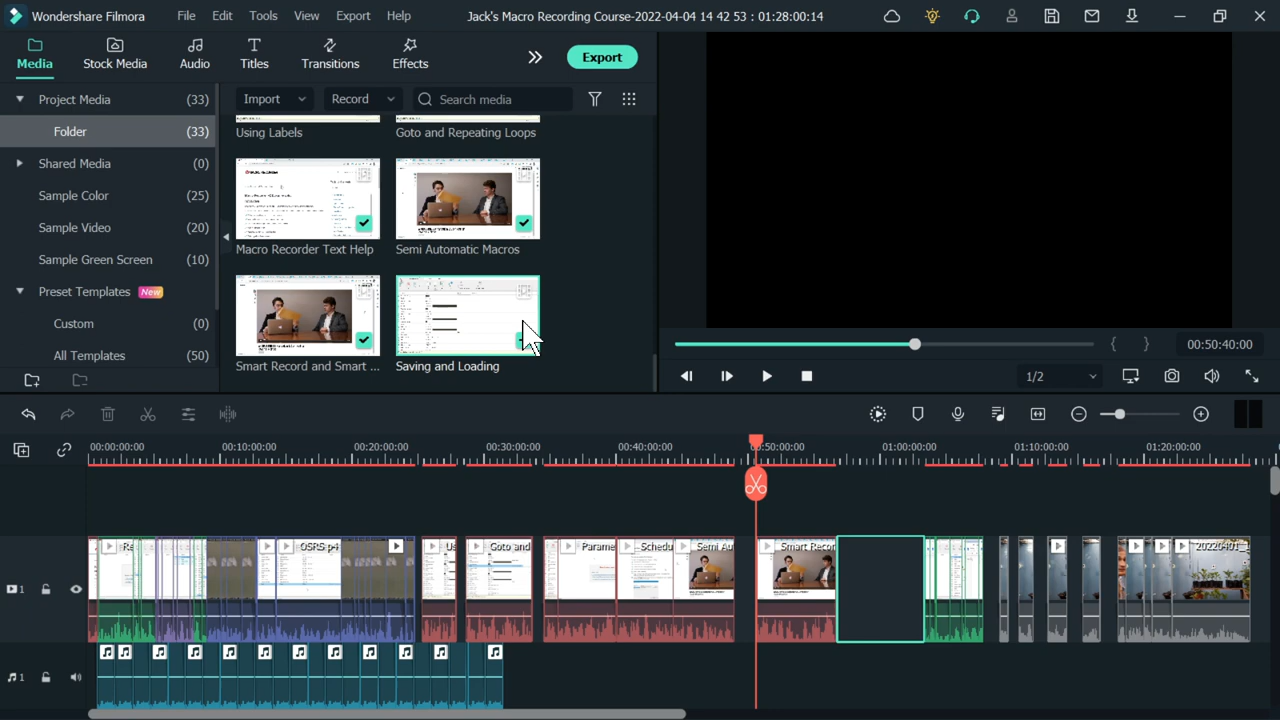 Wondershare Filmora File Edit Tools View Export Help Jack's Macro Recording Course-2022-04-04 14 42 53 : 01:28:00:14
Media Stock Media Audio Titles Transitions Effects Export
Project Media (33)
Folder (33)
Shared Media (0)
Sample Color (25)
Sample Video (20)
Sample Green Screen (10)
Preset Templates New
Custom (0)
All Templates (50)
Import Record Search media
Using Labels Goto and Repeating Loops
Macro Recorder Text Help Semi Automatic Macros
Smart Record and Smart ... Saving and Loading
{ } 00:50:40:00
1/2
00:00:00:00 00:10:00:00 00:20:00:00 00:30:00:00 00:40:00:00 00:50:00:00 01:00:00:00 01:10:00:00 01:20:00:00
Re OSRS p4 Us Goto and Parame Schedu Semi Au Smart Recor 20220401_1
1
1